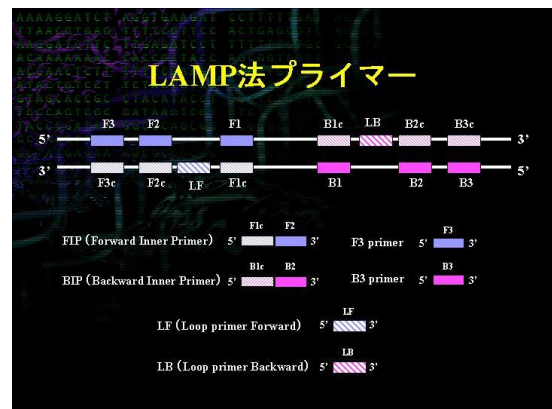 AAAAGGATCT AGGTGAAGAT CCTTTT
LAMP法プライマー
F3 F2 F1 B1c LB B2c B3c
5’ 3’
3’ 5’
F3c F2c LF F1c B1 B2 B3
F1c F2 F3
FIP (Forward Inner Primer) 5’ 3’ F3 primer 5’ 3’
B1c B2 B3
BIP (Backward Inner Primer) 5’ 3’ B3 primer 5’ 3’
LF
LF (Loop primer Forward) 5’ 3’
LB
LB (Loop primer Backward) 5’ 3’